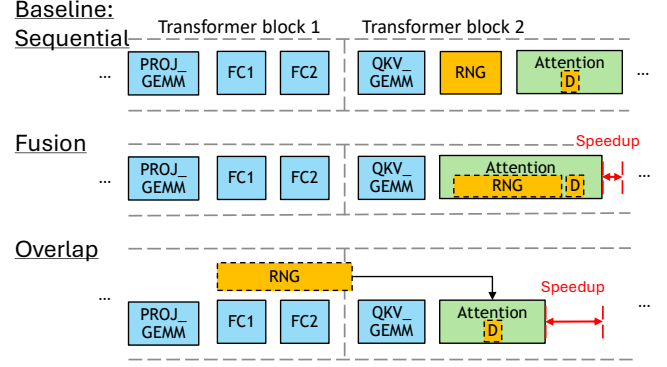 Baseline:
Sequential
Transformer block 1
Transformer block 2
...
PROJ_
GEMM
FC1
FC2
QKV_
GEMM
RNG
Attention
D
...
Fusion
...
PROJ_
GEMM
FC1
FC2
QKV_
GEMM
Attention
RNG
D
Speedup
...
Overlap
RNG
...
PROJ_
GEMM
FC1
FC2
QKV_
GEMM
Attention
D
Speedup
...